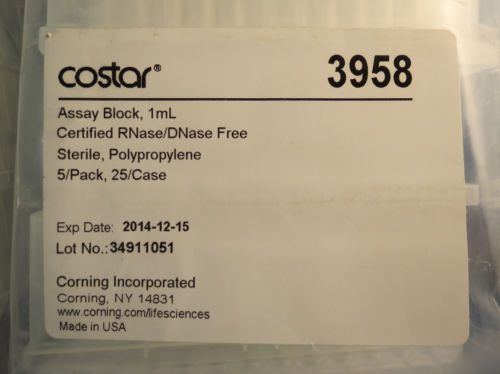 costar® 3958
Assay Block, 1mL
Certified RNase/DNase Free
Sterile, Polypropylene
5/Pack, 25/Case
Exp Date: 2014-12-15
Lot No.: 34911051
Corning Incorporated
Corning, NY 14831
www.corning.com/lifesciences
Made in USA